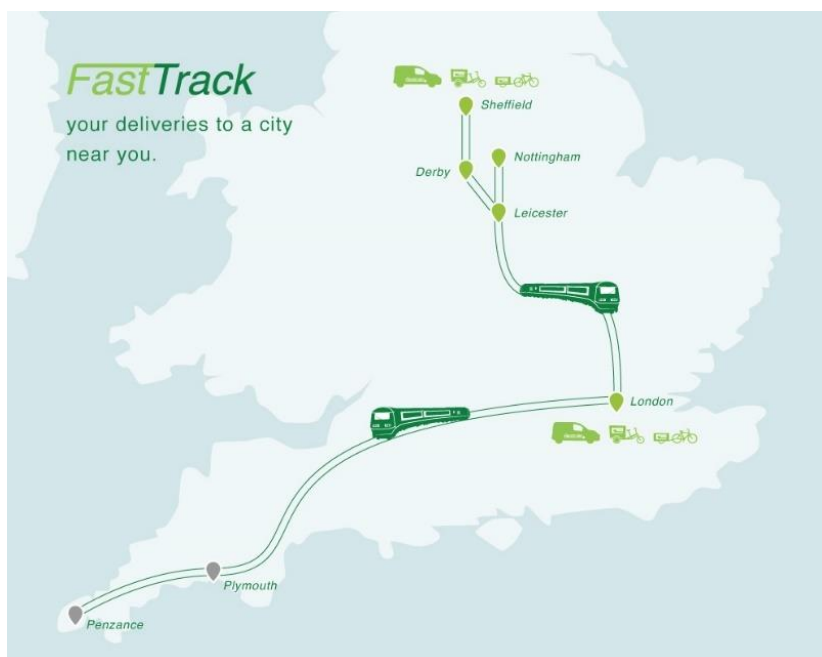 FastTrack
your deliveries to a city
near you.
Sheffield
Nottingham
Derby
Leicester
London
Plymouth
Penzance